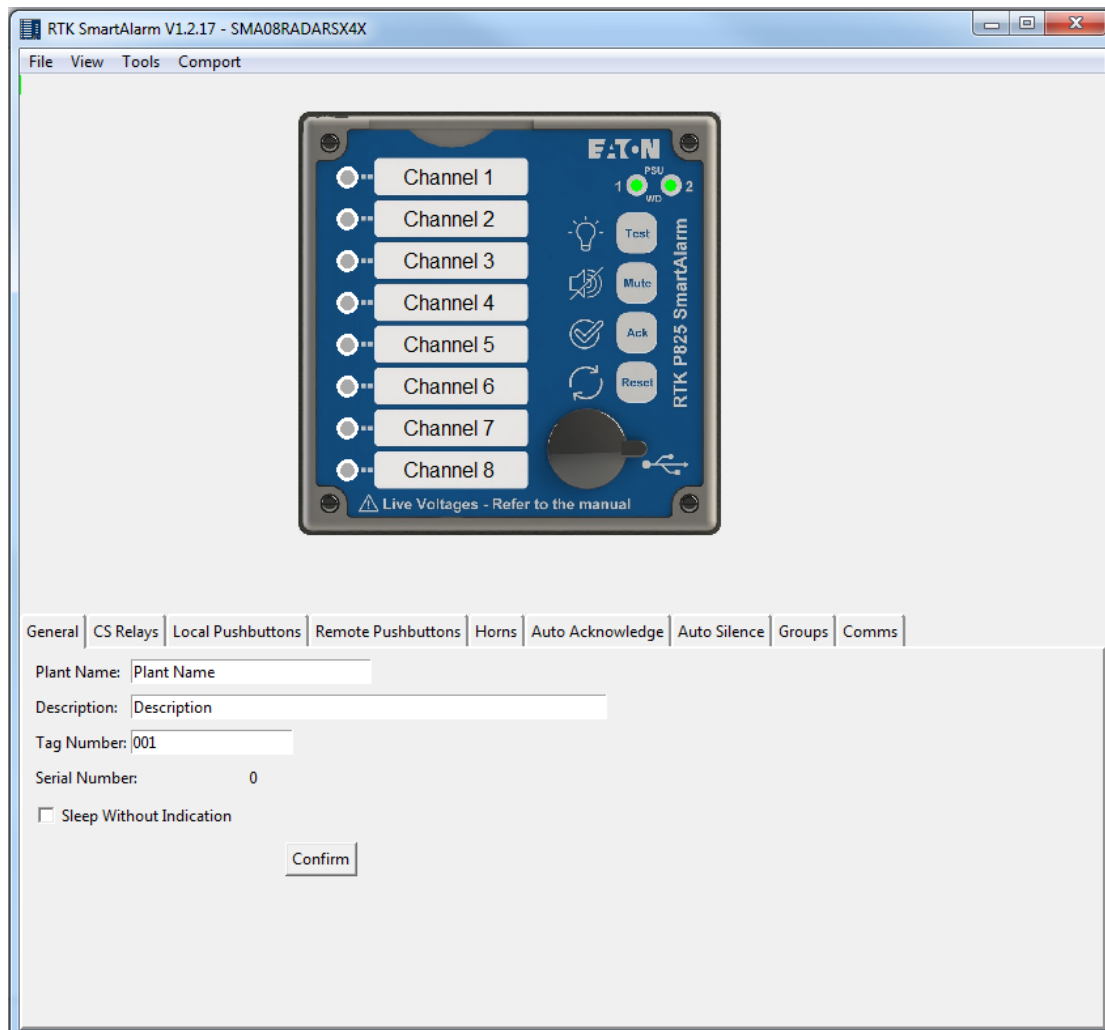 RTK SmartAlarm V1.2.17 - SMA08RADARSX4X
File View Tools Comport
EATON
PSU
1 2
WD
Channel 1
Channel 2
Channel 3
Channel 4
Channel 5
Channel 6
Channel 7
Channel 8
Test
Mute
Ack
Reset
RTK P825 SmartAlarm
Live Voltages - Refer to the manual
General CS Relays Local Pushbuttons Remote Pushbuttons Horns Auto Acknowledge Auto Silence Groups Comms
Plant Name: Plant Name
Description: Description
Tag Number: 001
Serial Number: 0
Sleep Without Indication
Confirm